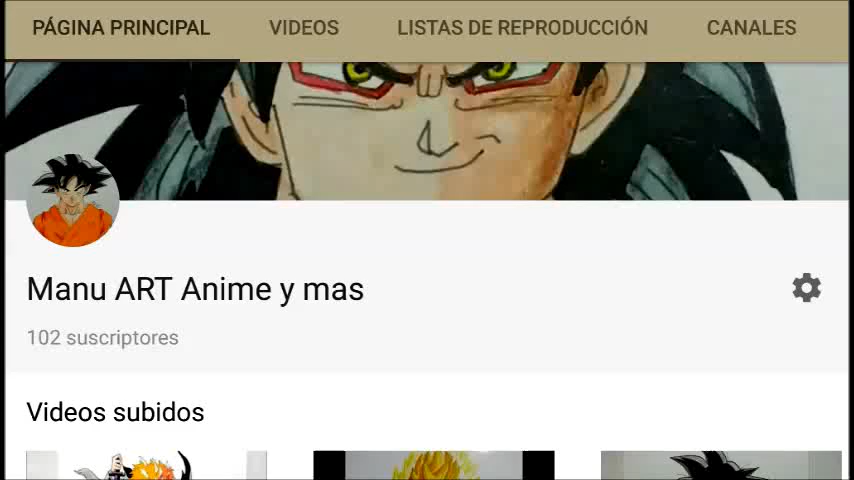 PÁGINA PRINCIPAL VIDEOS LISTAS DE REPRODUCCIÓN CANALES
Manu ART Anime y mas
102 suscriptores
Videos subidos